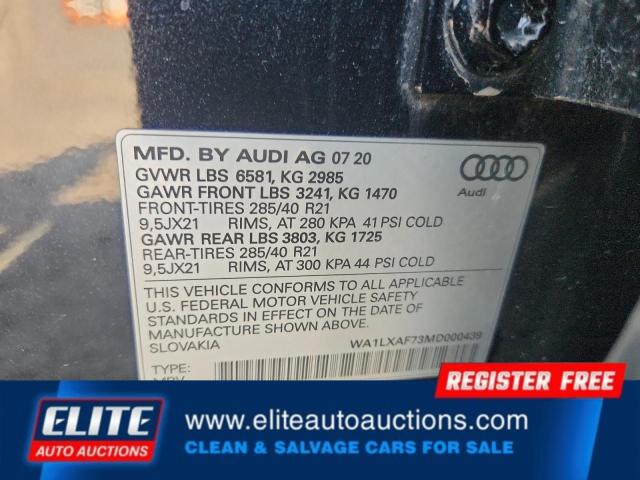 MFD. BY AUDI AG 07 20
GVWR LBS 6581, KG 2985
GAWR FRONT LBS 3241, KG 1470
FRONT-TIRES 285/40 R21
9,5JX21 RIMS, AT 280 KPA 41 PSI COLD
GAWR REAR LBS 3803, KG 1725
REAR-TIRES 285/40 R21
9,5JX21 RIMS, AT 300 KPA 44 PSI COLD
Audi
THIS VEHICLE CONFORMS TO ALL APPLICABLE
U.S. FEDERAL MOTOR VEHICLE SAFETY
STANDARDS IN EFFECT ON THE DATE OF
MANUFACTURE SHOWN ABOVE.
SLOVAKIA
WA1LXAF73MD000439
TYPE:
MPV
REGISTER FREE
ELITE
AUTO AUCTIONS
www.eliteautoauctions.com
CLEAN & SALVAGE CARS FOR SALE